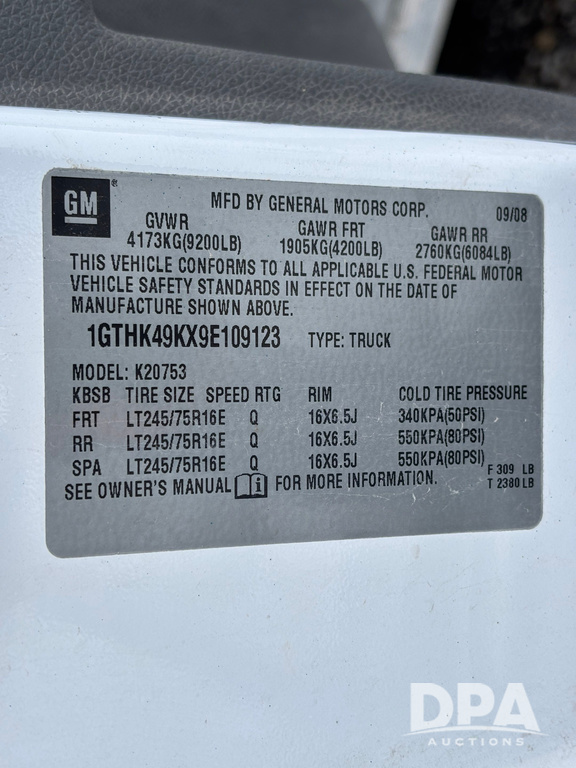 GM ®
MFD BY GENERAL MOTORS CORP. 09/08
GVWR GAWR FRT GAWR RR
4173KG(9200LB) 1905KG(4200LB) 2760KG(6084LB)
THIS VEHICLE CONFORMS TO ALL APPLICABLE U.S. FEDERAL MOTOR
VEHICLE SAFETY STANDARDS IN EFFECT ON THE DATE OF
MANUFACTURE SHOWN ABOVE.
1GTHK49KX9E109123 TYPE: TRUCK
MODEL: K20753
KBSB TIRE SIZE SPEED RTG RIM COLD TIRE PRESSURE
FRT LT245/75R16E Q 16X6.5J 340KPA(50PSI)
RR LT245/75R16E Q 16X6.5J 550KPA(80PSI)
SPA LT245/75R16E Q 16X6.5J 550KPA(80PSI)
SEE OWNER'S MANUAL i FOR MORE INFORMATION.
F 309 LB
T 2380 LB
DPA
AUCTIONS